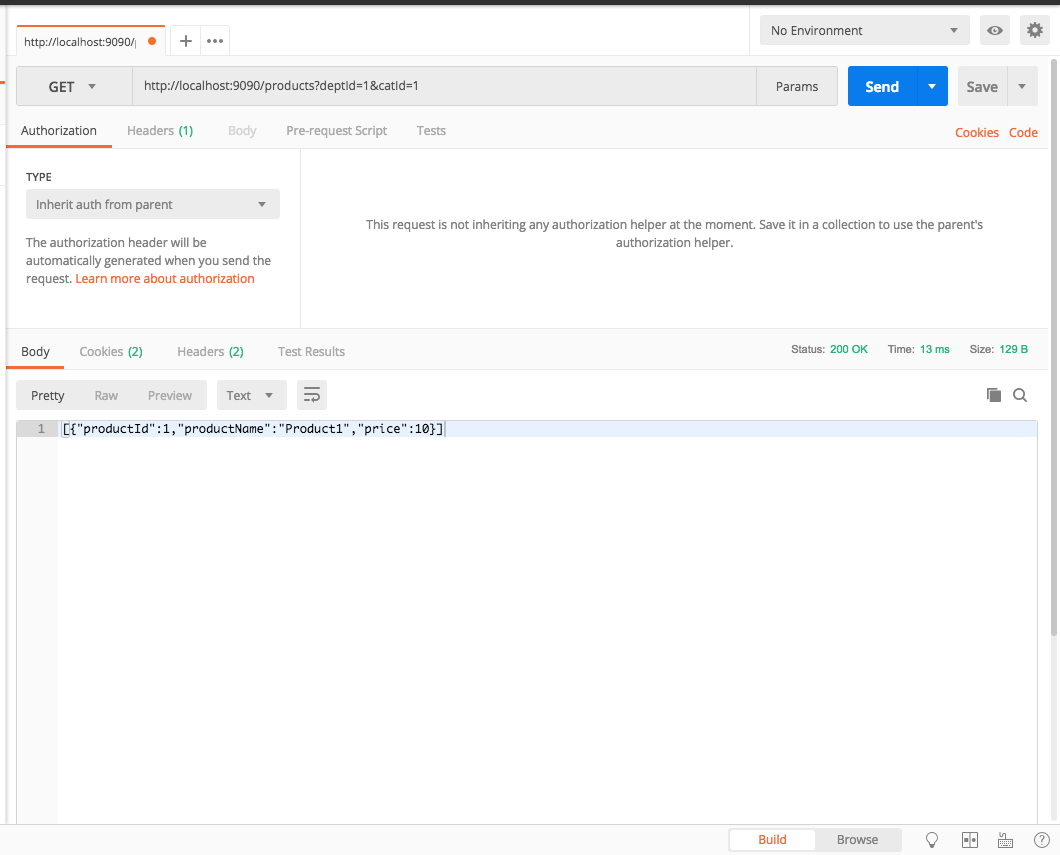 http://localhost:9090/
No Environment
GET
http://localhost:9090/products?deptId=1&catId=1
Params
Send
Save
Authorization
Headers (1)
Body
Pre-request Script
Tests
Cookies
Code
TYPE
Inherit auth from parent
The authorization header will be
automatically generated when you send the
request. Learn more about authorization
This request is not inheriting any authorization helper at the moment. Save it in a collection to use the parent's
authorization helper.
Body
Cookies (2)
Headers (2)
Test Results
Status: 200 OK
Time: 13 ms
Size: 129 B
Pretty
Raw
Preview
Text
1
[{"productId":1,"productName":"Product1","price":10}]
Build
Browse